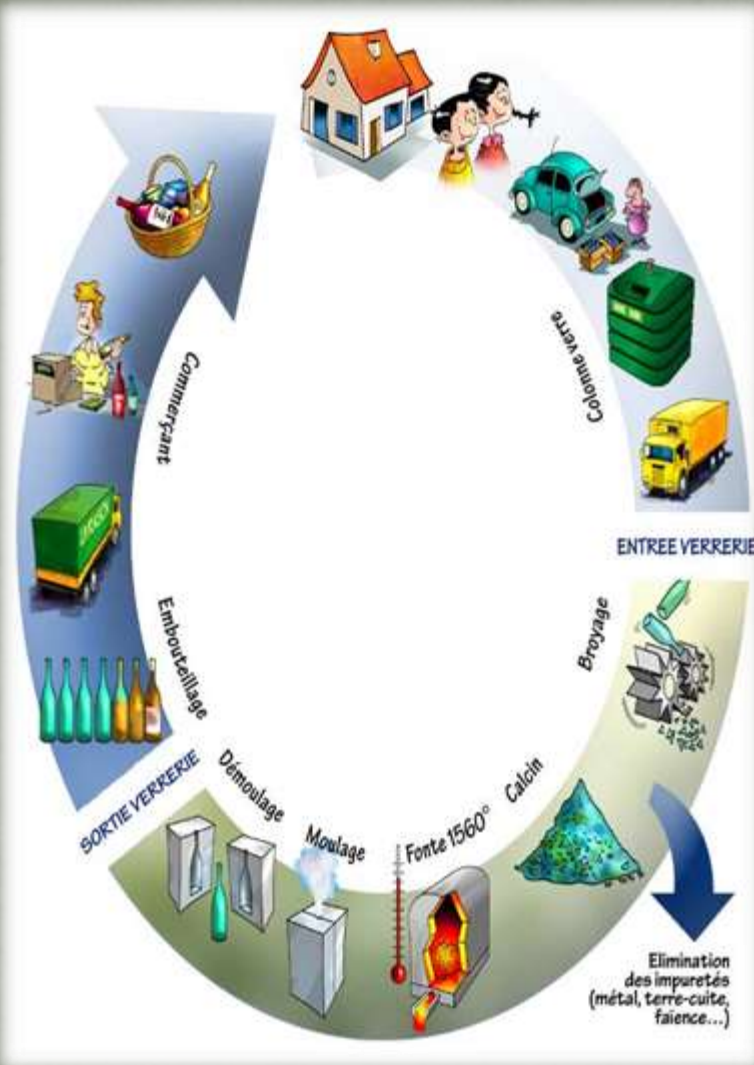 Colonne verre
ENTREE VERRERIE
Broyage
Elimination
des impuretés
(métal, terre-cuite,
faïence...)
Calcin
Fonte 1560°
Moulage
Démoulage
SORTIE VERRERIE
Embouteillage
Commerçant